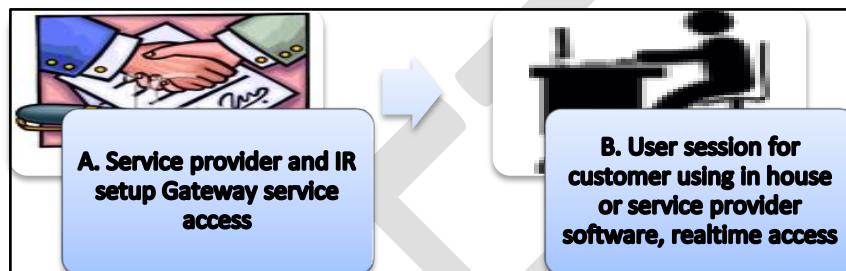 A. Service provider and IR
setup Gateway service
access
B. User session for
customer using in house
or service provider
software, realtime access